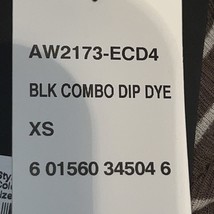 AW2173-ECD4
BLK COMBO DIP DYE
XS
6 01560 34504 6